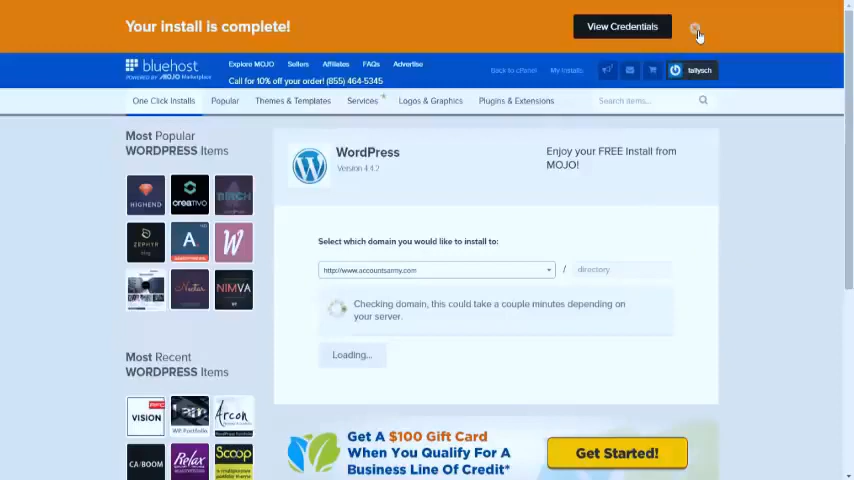 Your install is complete!
View Credentials
bluehost
POWERED BY MOJO Marketplace
Explore MOJO Sellers Affiliates FAQs Advertise
Call for 10% off your order! (855) 464-5345
Back to cPanel My Installs
tallysch
One Click Installs Popular Themes & Templates Services * Logos & Graphics Plugins & Extensions
Search items...
Most Popular
WORDPRESS Items
HIGHEND
CREATIVO
BIRCH
ZEPHYR
A
W
Nectar
NIMVA
WordPress
Version 4.4.2
Enjoy your FREE Install from
MOJO!
Select which domain you would like to install to:
http://www.accountsarmy.com / directory
Checking domain, this could take a couple minutes depending on
your server.
Loading...
Most Recent
WORDPRESS Items
VISION
WP Portfolio
Arcon
CA/BOOM
Relax
Scoop
Get A $100 Gift Card
When You Qualify For A
Business Line Of Credit*
Get Started!